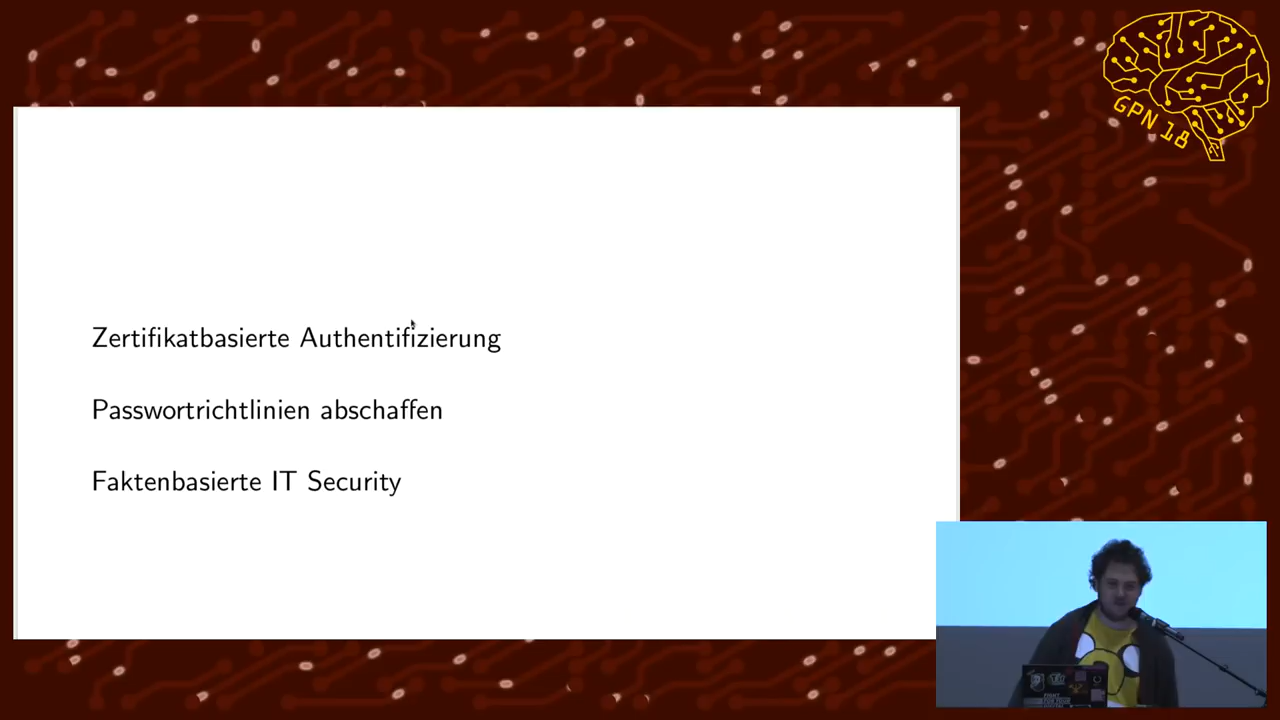 GPN 18
Zertifikatbasierte Authentifizierung
Passwortrichtlinien abschaffen
Faktenbasierte IT Security